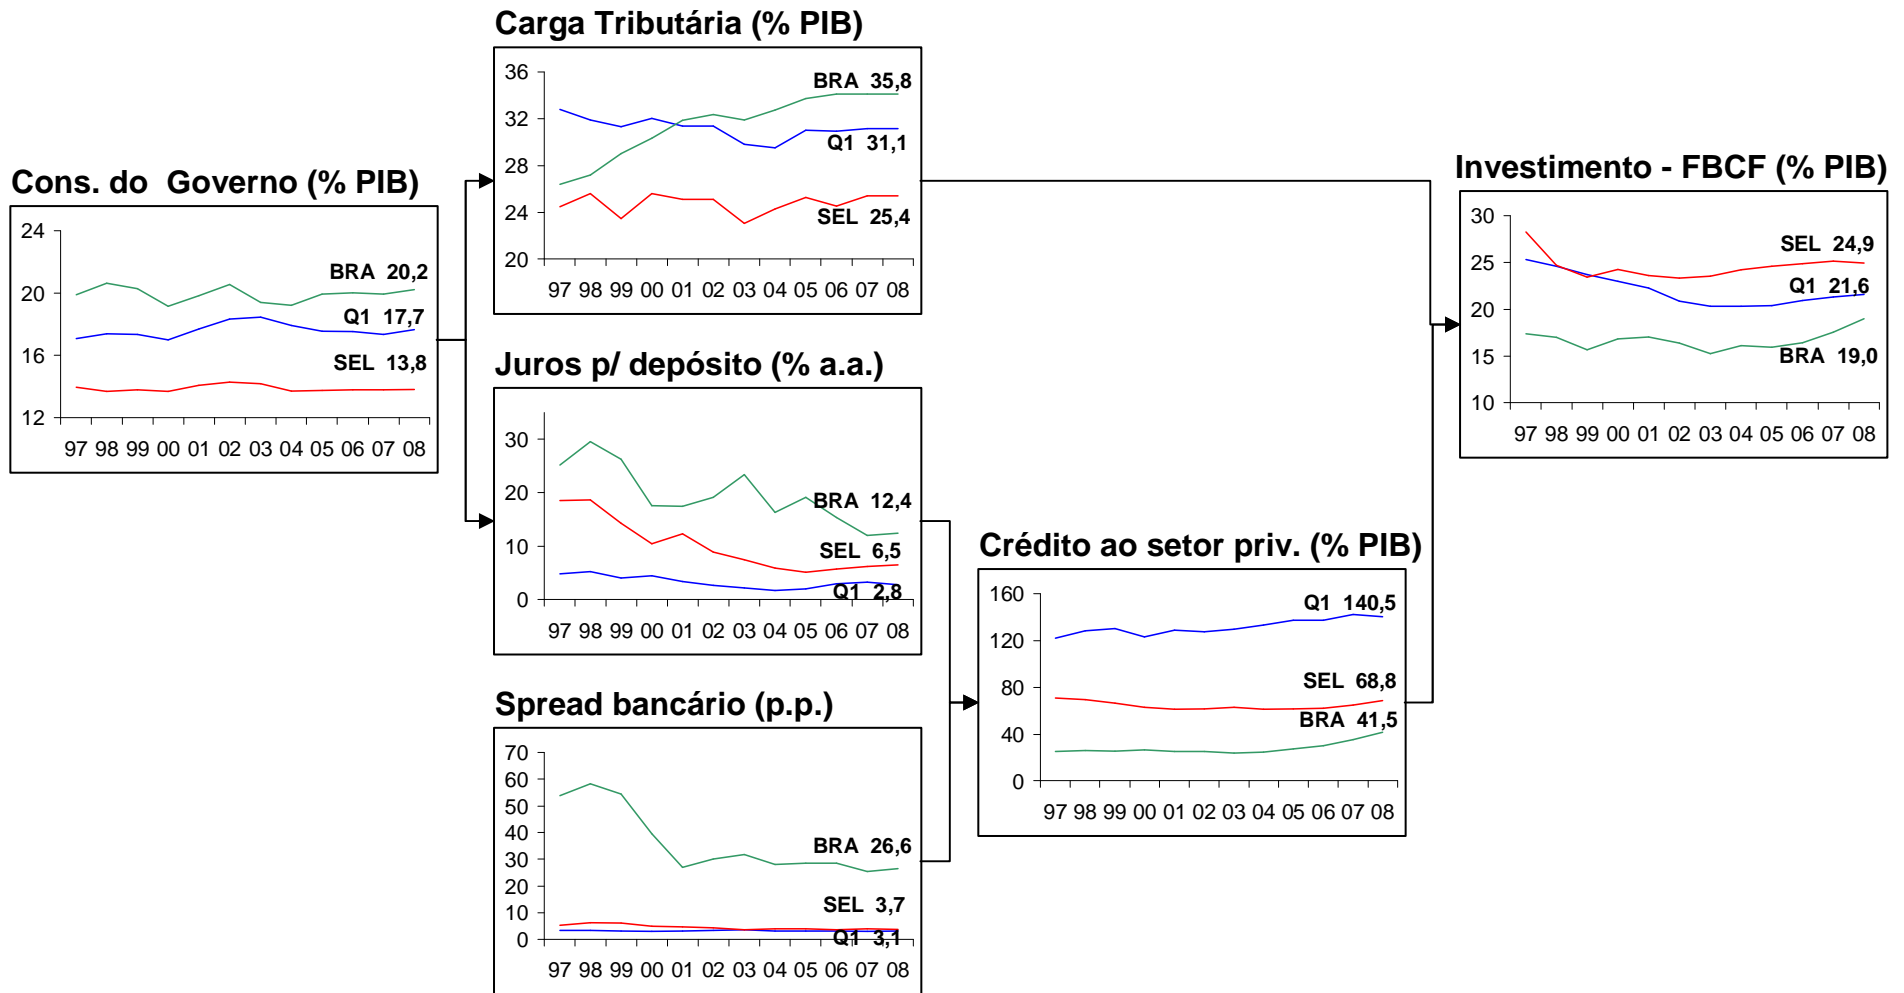 Carga Tributária (% PIB)
36
32
28
24
20
BRA 35,8
Q1 31,1
SEL 25,4
97 98 99 00 01 02 03 04 05 06 07 08
Cons. do Governo (% PIB)
24
20
16
12
BRA 20,2
Q1 17,7
SEL 13,8
97 98 99 00 01 02 03 04 05 06 07 08
Investimento - FBCF (% PIB)
30
25
20
15
10
SEL 24,9
Q1 21,6
BRA 19,0
97 98 99 00 01 02 03 04 05 06 07 08
Juros p/ depósito (% a.a.)
30
20
10
0
BRA 12,4
SEL 6,5
Q1 2,8
97 98 99 00 01 02 03 04 05 06 07 08
Crédito ao setor priv. (% PIB)
160
120
80
40
0
Q1 140,5
SEL 68,8
BRA 41,5
97 98 99 00 01 02 03 04 05 06 07 08
Spread bancário (p.p.)
70
60
50
40
30
20
10
0
BRA 26,6
SEL 3,7
Q1 3,1
97 98 99 00 01 02 03 04 05 06 07 08